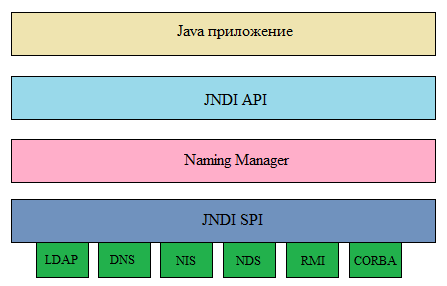 Java приложение
JNDI API
Naming Manager
JNDI SPI
LDAP DNS NIS NDS RMI CORBA